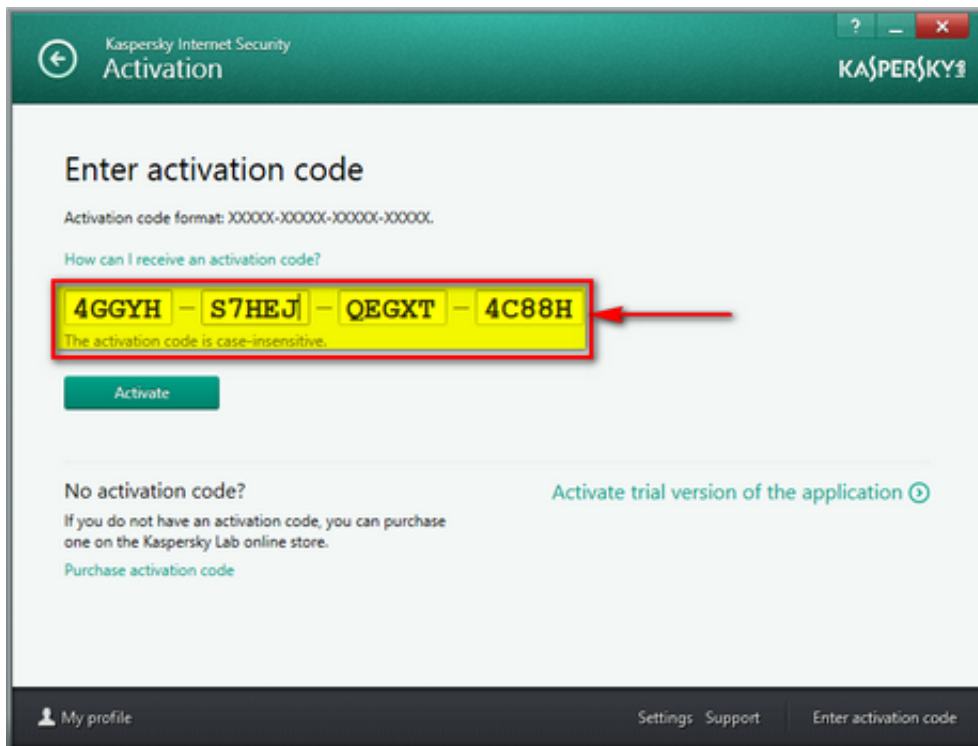 Kaspersky Internet Security
Activation
? _ X
KASPERSKY lab
Enter activation code
Activation code format: XXXXX-XXXXX-XXXXX-XXXXX.
How can I receive an activation code?
4GGYH - S7HEJ - QEGXT - 4C88H
The activation code is case-insensitive.
Activate
No activation code?
If you do not have an activation code, you can purchase
one on the Kaspersky Lab online store.
Purchase activation code
Activate trial version of the application
My profile
Settings Support Enter activation code